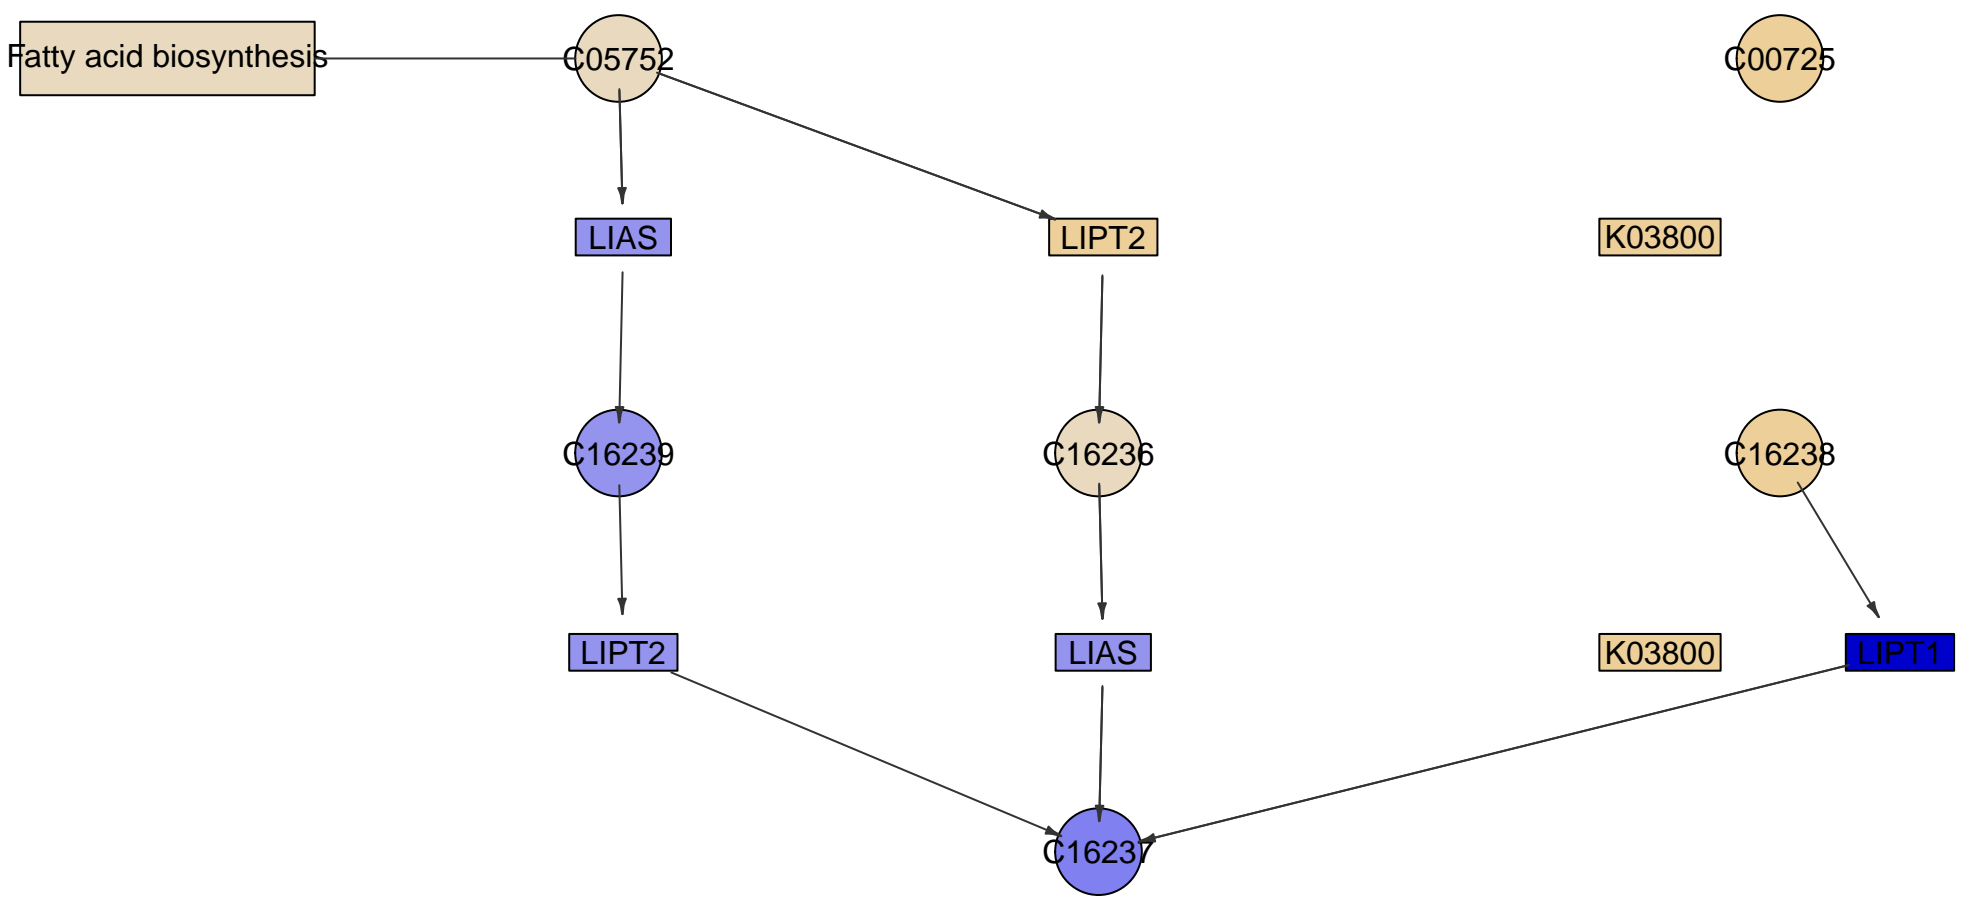 Fatty acid biosynthesis
C05752
C00725
LIAS
LIPT2
K03800
C16239
C16236
C16238
LIPT2
LIAS
K03800
LIPT1
C16237